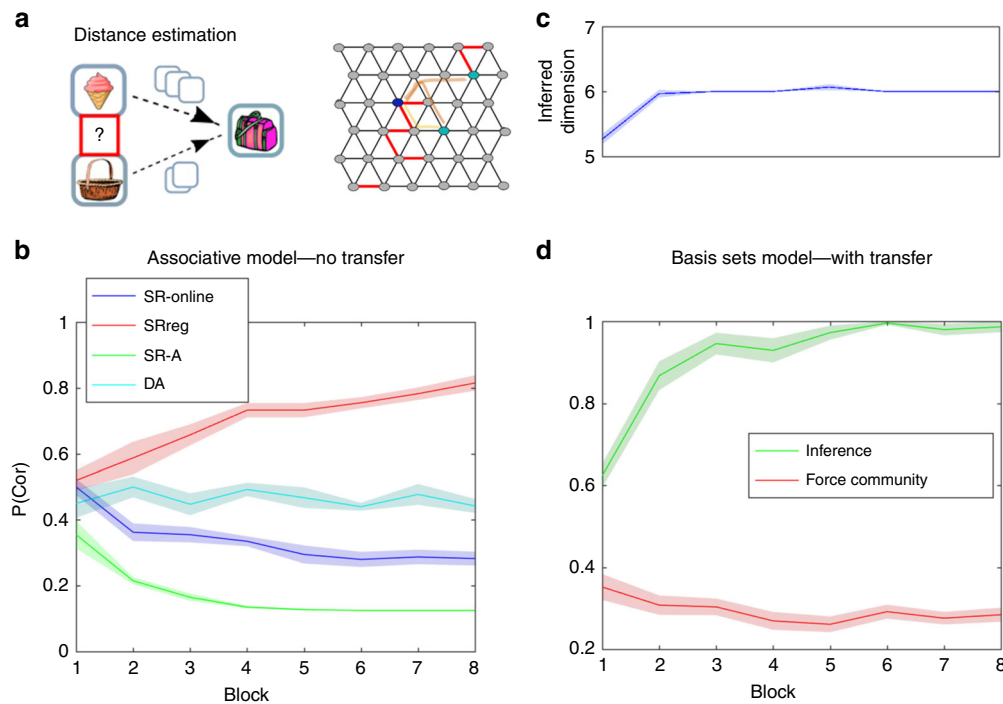 a
Distance estimation
?
c
7
6
5
Inferred
dimension
b
Associative model—no transfer
SR-online
SRreg
SR-A
DA
1
0.8
0.6
0.4
0.2
0
P(Cor)
1 2 3 4 5 6 7 8
Block
d
Basis sets model—with transfer
1
0.8
0.6
0.4
0.2
Inference
Force community
1 2 3 4 5 6 7 8
Block